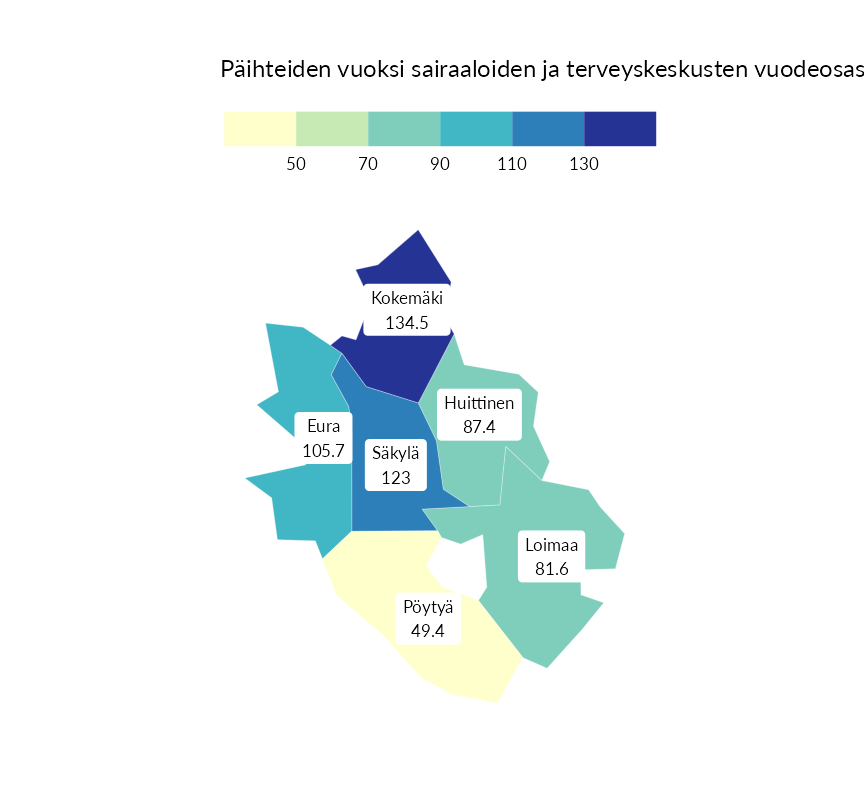 Päihteiden vuoksi sairaaloiden ja terveyskeskusten vuodeosas
50 70 90 110 130
Kokemäki
134.5
Huittinen
87.4
Eura
105.7
Säkylä
123
Loimaa
81.6
Pöytyä
49.4